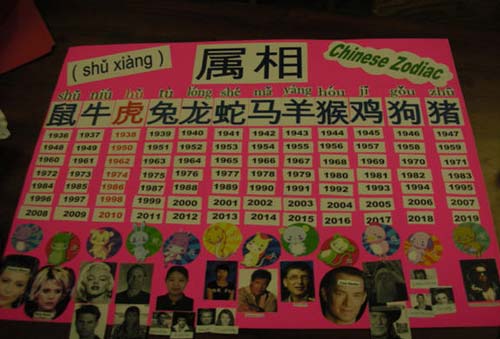 ( shǔ xiàng )
属相
Chinese Zodiac
shǔ niú hǔ tù lóng shé mǎ yáng hóu jī gǒu zhū
鼠 牛 虎 兔 龙 蛇 马 羊 猴 鸡 狗 猪
1936 1937 1938 1939 1940 1941 1942 1943 1944 1945 1946 1947
1948 1949 1950 1951 1952 1953 1954 1955 1956 1957 1958 1959
1960 1961 1962 1963 1964 1965 1966 1967 1968 1969 1970 1971
1972 1973 1974 1975 1976 1977 1978 1979 1980 1981 1982 1983
1984 1985 1986 1987 1988 1989 1990 1991 1992 1993 1994 1995
1996 1997 1998 1999 2000 2001 2002 2003 2004 2005 2006 2007
2008 2009 2010 2011 2012 2013 2014 2015 2016 2017 2018 2019